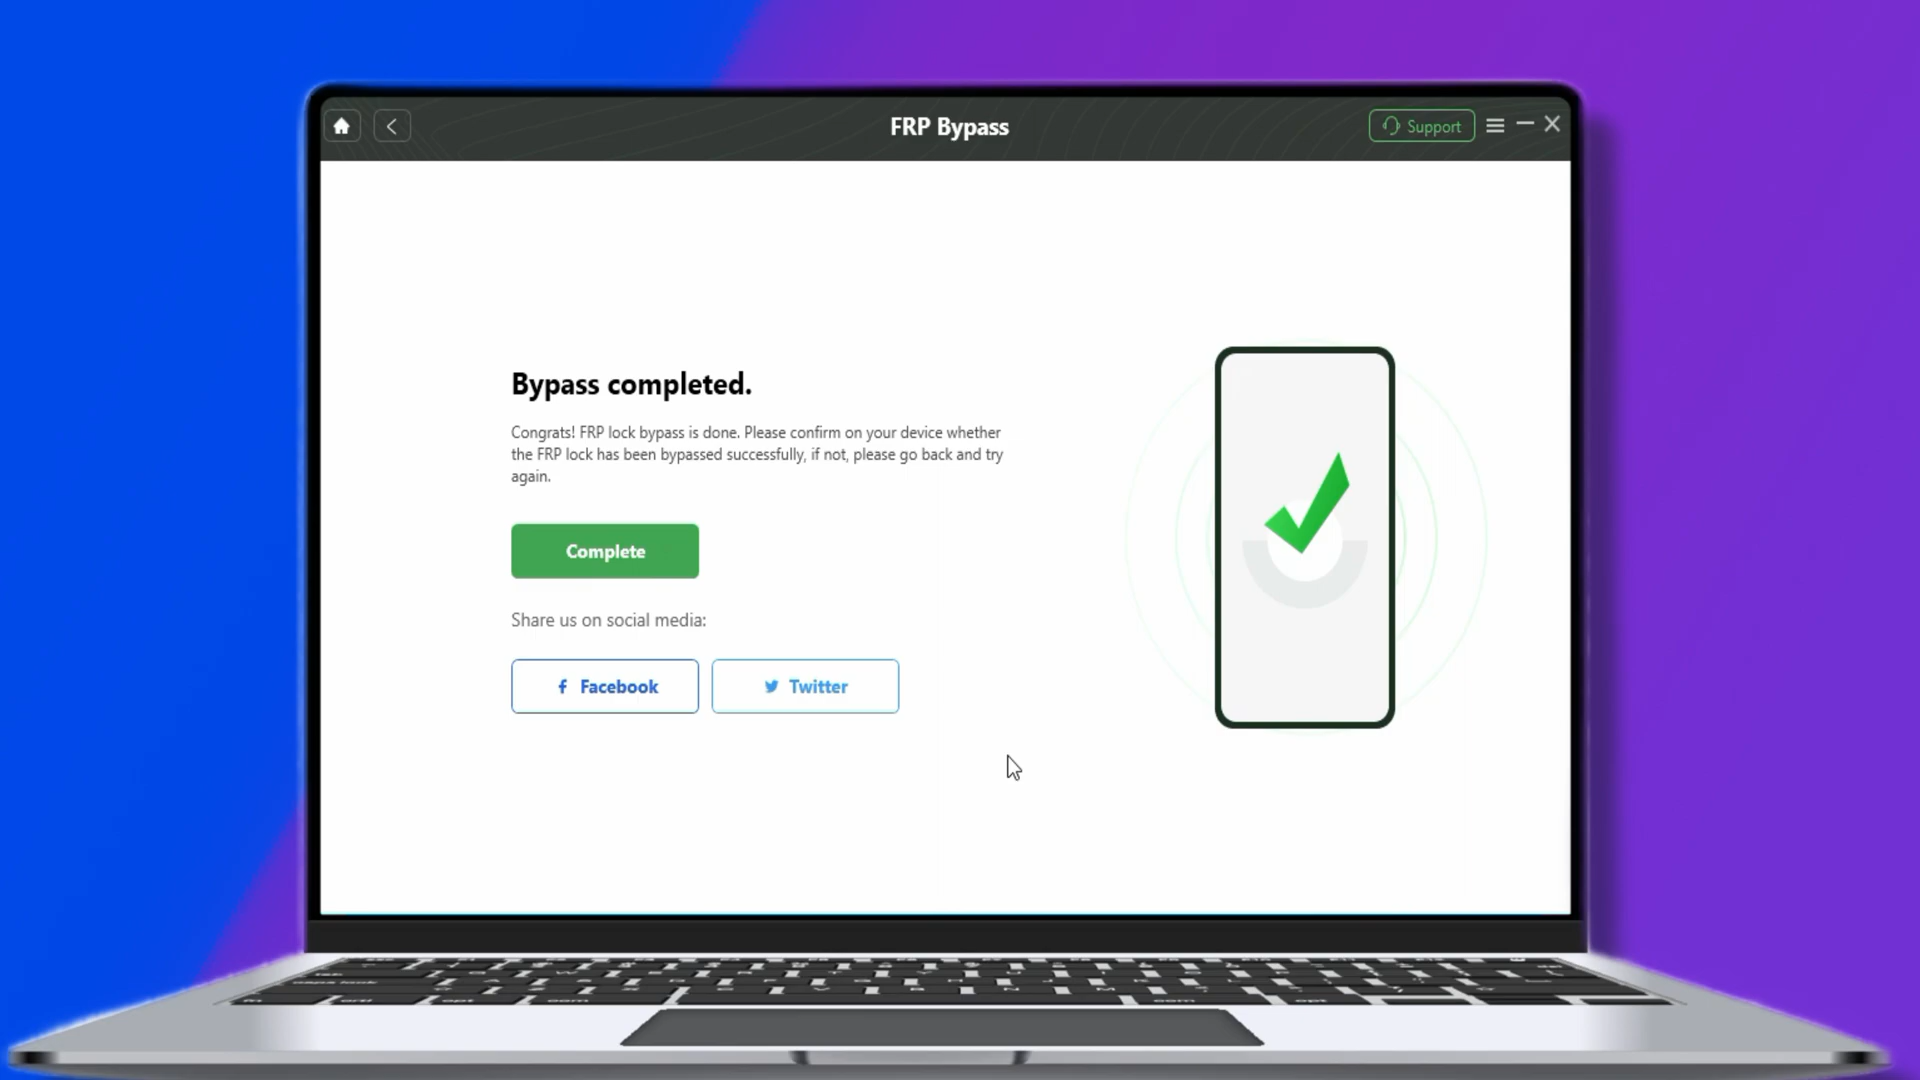 FRP Bypass
Support
Bypass completed.
Congrats! FRP lock bypass is done. Please confirm on your device whether
the FRP lock has been bypassed successfully, if not, please go back and try
again.
Complete
Share us on social media:
Facebook
Twitter